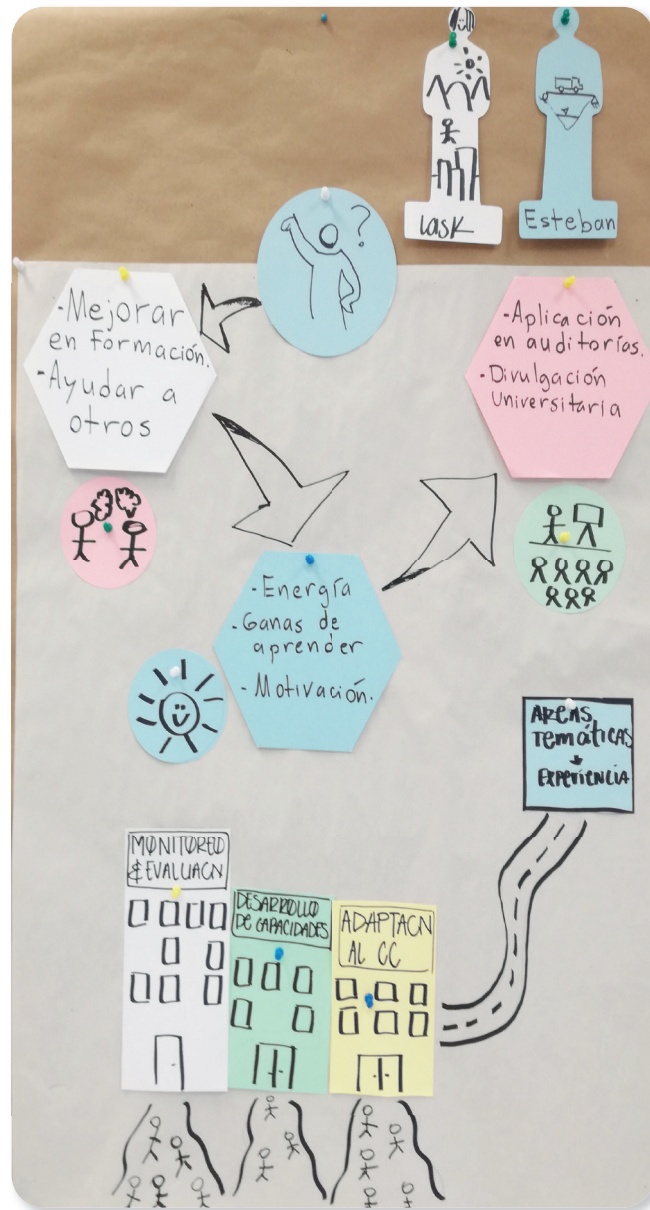 Lask
Esteban
?
-Mejorar
en Formación.
-Ayudar a
otros
-Aplicación
en auditorías.
-Divulgación
Universitaria
-Energía
-Ganas de
aprender
-Motivación.
AREAS
TEMáTICAS
+
EXPERIENCIA
MONITOREO
& EVALUACN
DESARROLLO
DE CAPACIDADES
ADAPTACN
AL CC